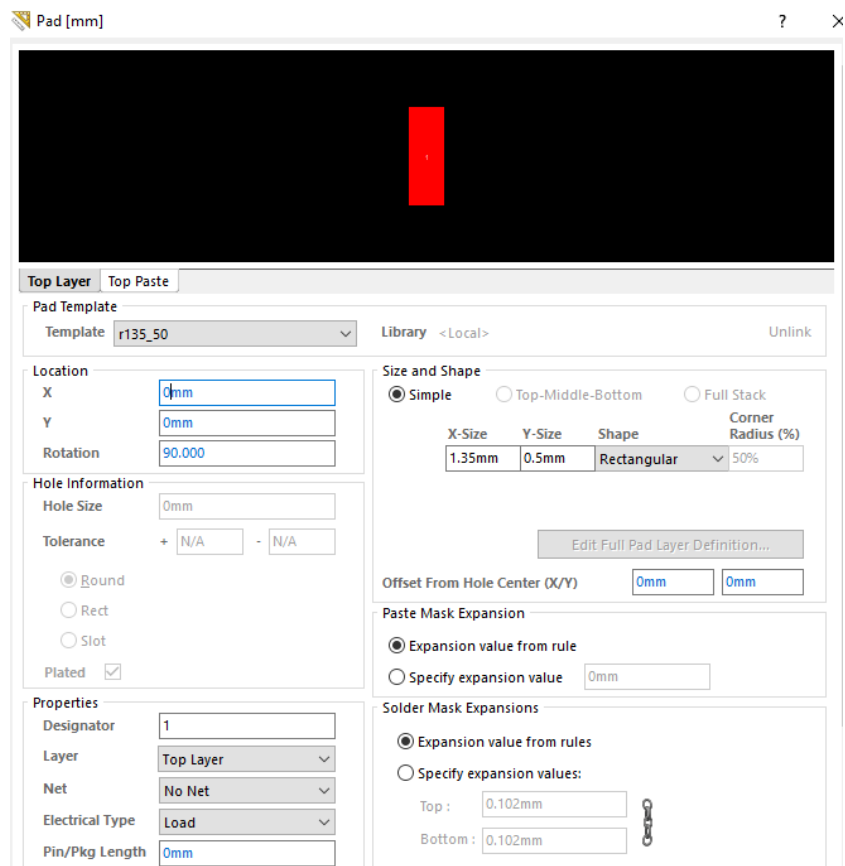 Pad [mm] ?
1
Top Layer Top Paste
Pad Template
Template r135_50 Library <Local> Unlink
Location
X 0mm
Y 0mm
Rotation 90.000
Size and Shape
Simple Top-Middle-Bottom Full Stack
X-Size Y-Size Shape Corner Radius (%)
1.35mm 0.5mm Rectangular 50%
Edit Full Pad Layer Definition...
Offset From Hole Center (X/Y) 0mm 0mm
Hole Information
Hole Size 0mm
Tolerance + N/A - N/A
Round
Rect
Slot
Plated
Paste Mask Expansion
Expansion value from rule
Specify expansion value 0mm
Properties
Designator 1
Layer Top Layer
Net No Net
Electrical Type Load
Pin/Pkg Length 0mm
Solder Mask Expansions
Expansion value from rules
Specify expansion values:
Top : 0.102mm
Bottom : 0.102mm